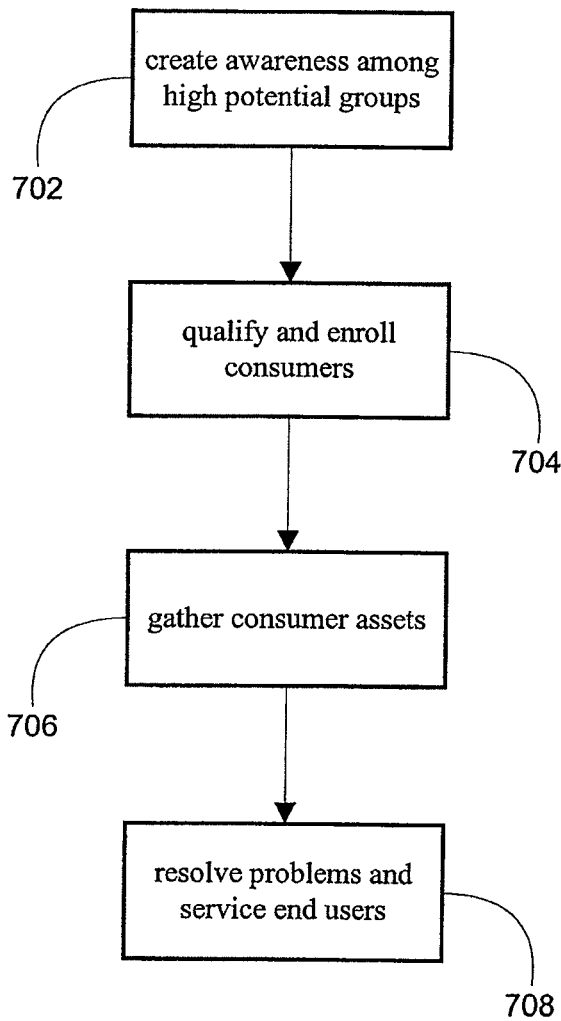 create awareness among
high potential groups
702
qualify and enroll
consumers
704
gather consumer assets
706
resolve problems and
service end users
708